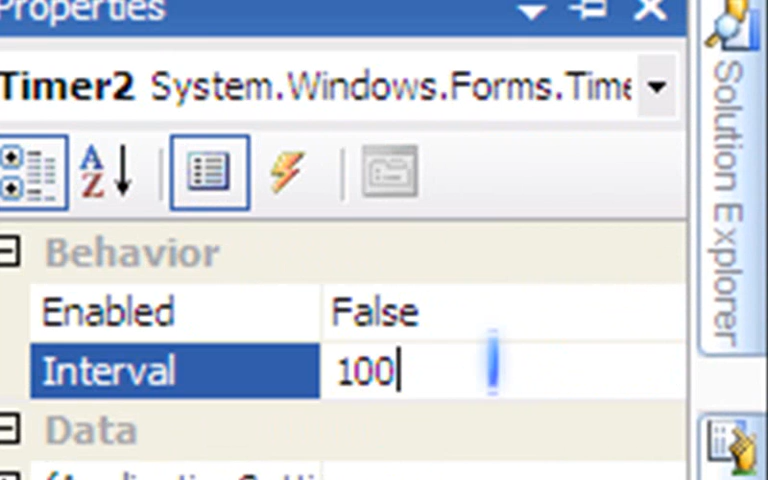 Properties
Timer2 System.Windows.Forms.Time
A
Z
Behavior
Enabled False
Interval 100
Data
Solution Explorer